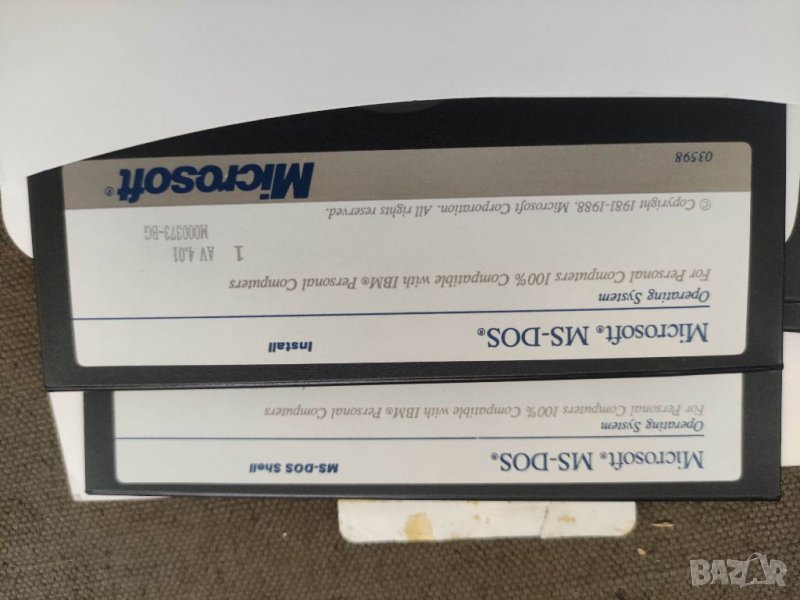 Microsoft® MS-DOS® Install
Operating System
For Personal Computers 100% Compatible with IBM® Personal Computers
1 AV 4.01
M000373-BG
© Copyright 1981-1988. Microsoft Corporation. All rights reserved.
03598 Microsoft®
Microsoft® MS-DOS® MS-DOS Shell
Operating System
For Personal Computers 100% Compatible with IBM® Personal Computers
BAZAR